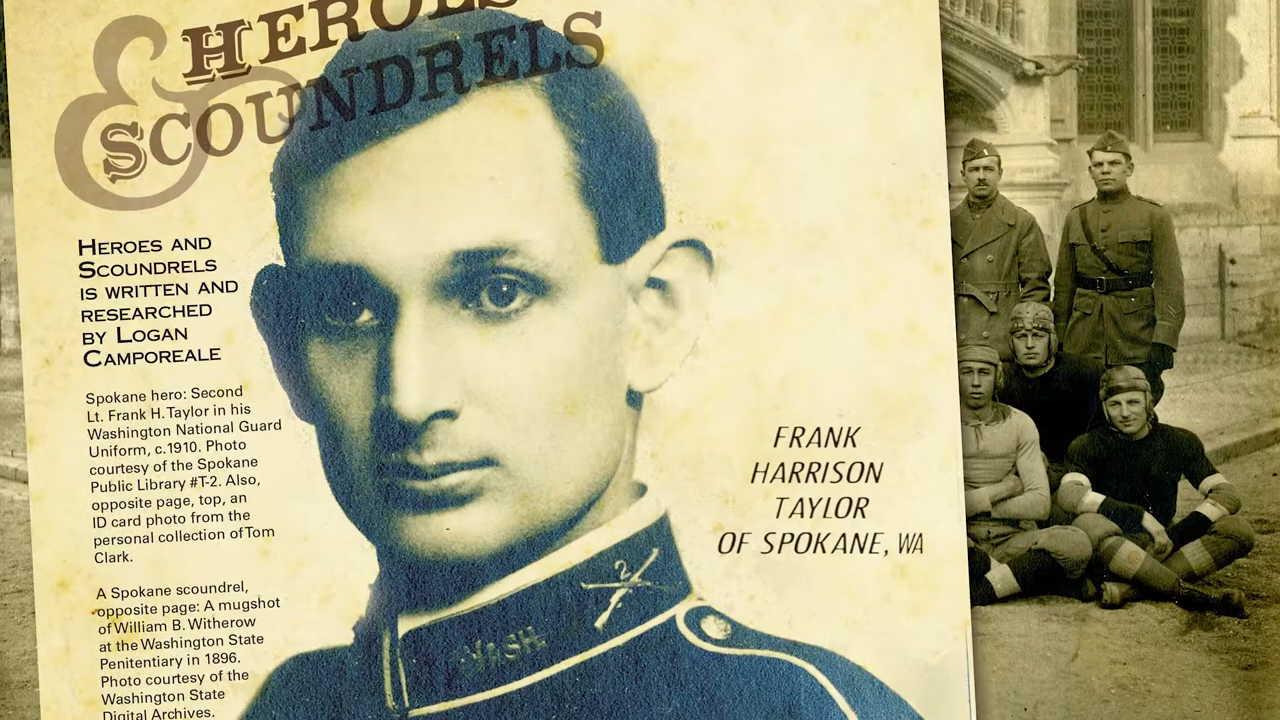 & HEROES
SCOUNDRELS
HEROES AND
SCOUNDRELS
IS WRITTEN AND
RESEARCHED
BY LOGAN
CAMPOREALE
Spokane hero: Second
Lt. Frank H. Taylor in his
Washington National Guard
Uniform, c.1910. Photo
courtesy of the Spokane
Public Library #T-2. Also,
opposite page, top, an
ID card photo from the
personal collection of Tom
Clark.
A Spokane scoundrel,
opposite page: A mugshot
of William B. Witherow
at the Washington State
Penitentiary in 1896.
Photo courtesy of the
Washington State
Digital Archives.
FRANK
HARRISON
TAYLOR
OF SPOKANE, WA
2
WASH.